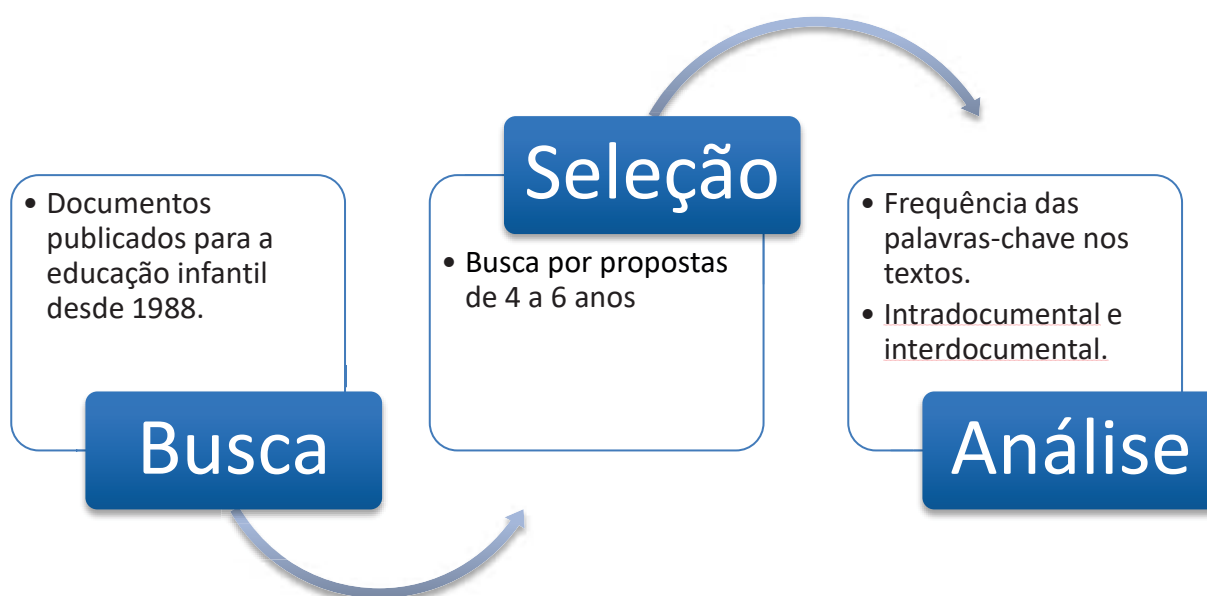 • Documentos
publicados para a
educação infantil
desde 1988.
Busca
Seleção
• Busca por propostas
de 4 a 6 anos
• Frequência das
palavras-chave nos
textos.
• Intradocumental e
interdocumental.
Análise